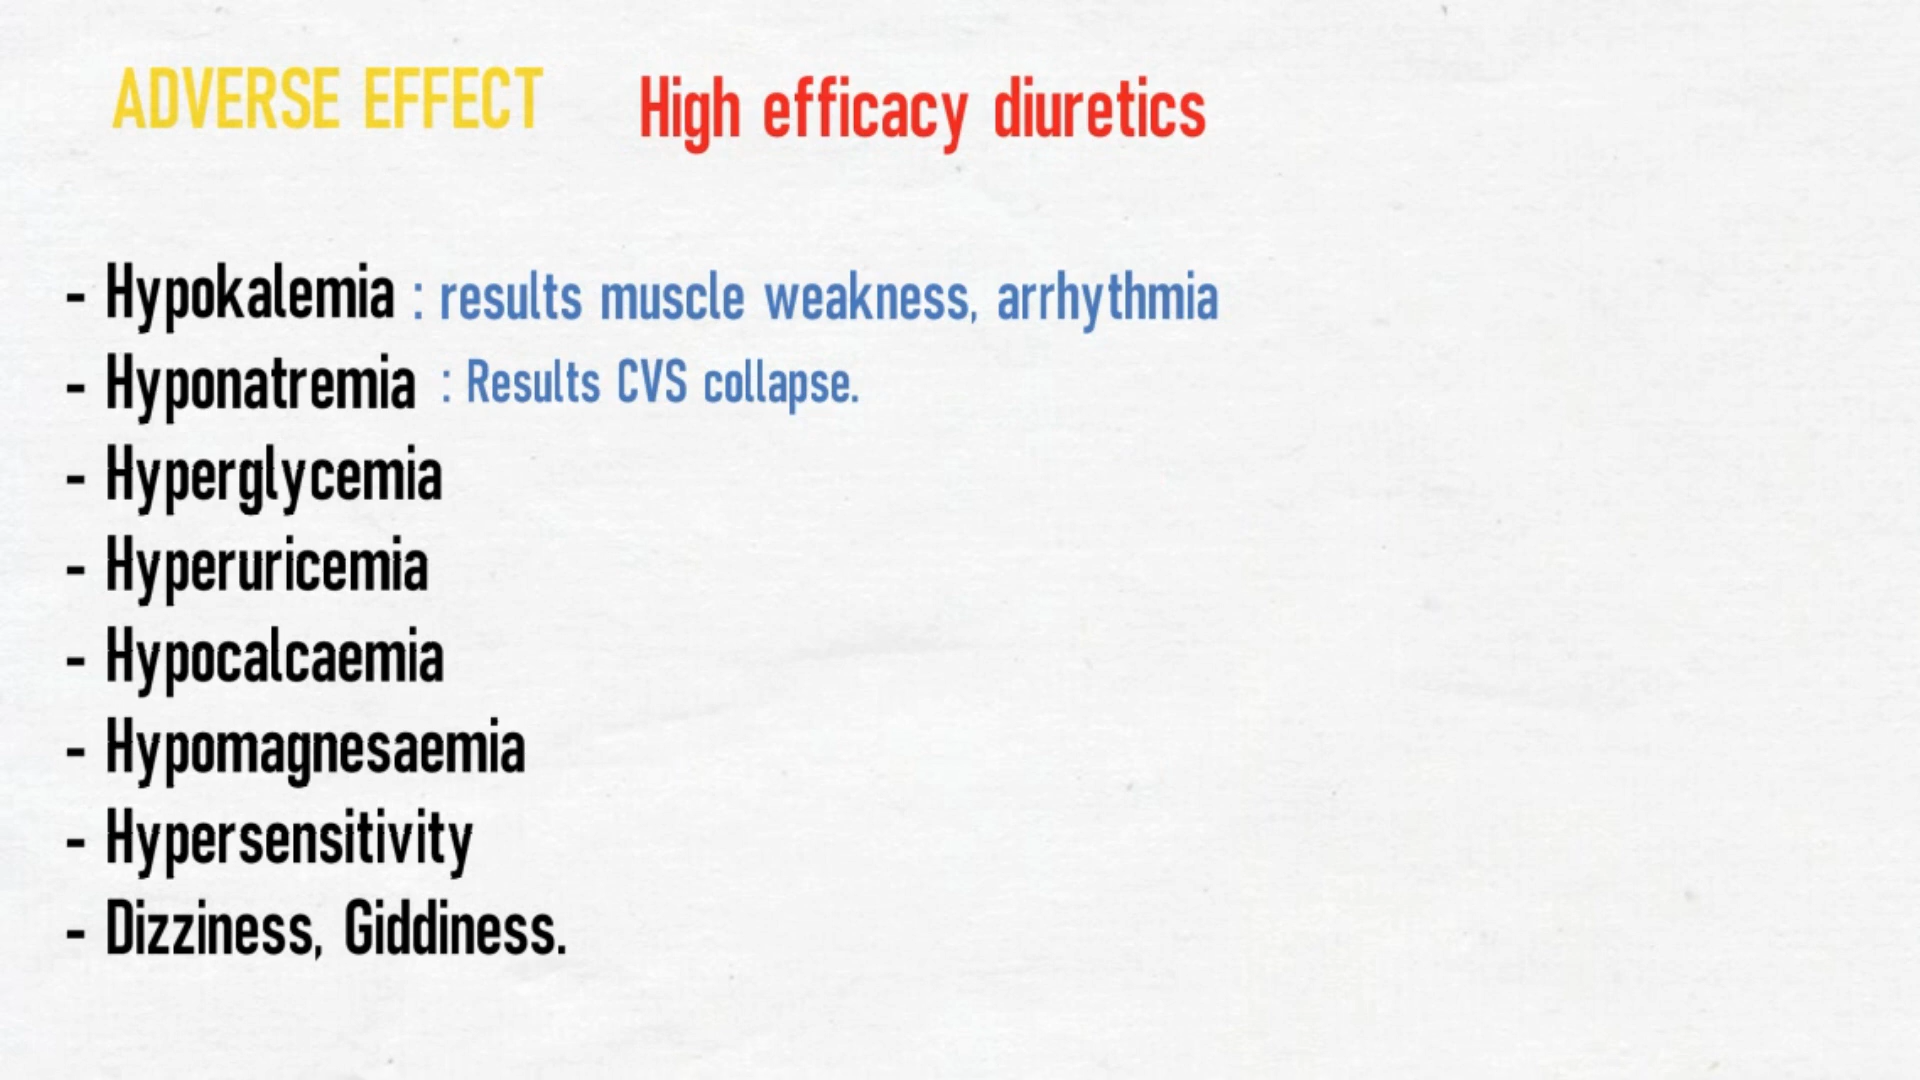 ADVERSE EFFECT High efficacy diuretics
- Hypokalemia : results muscle weakness, arrhythmia
- Hyponatremia : Results CVS collapse.
- Hyperglycemia
- Hyperuricemia
- Hypocalcaemia
- Hypomagnesaemia
- Hypersensitivity
- Dizziness, Giddiness.